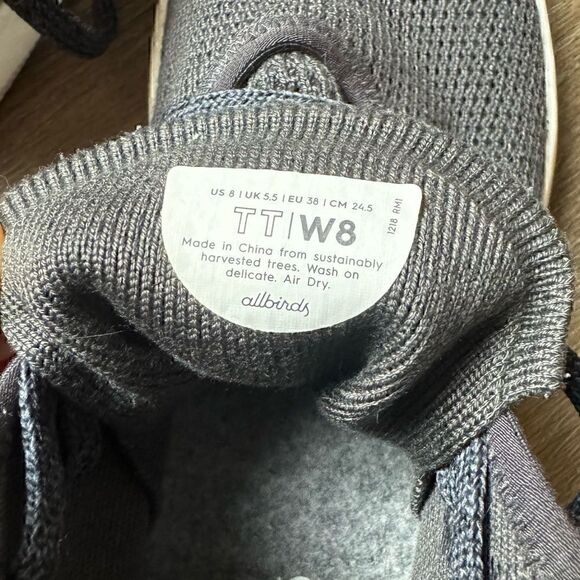 US 8 | UK 5.5 | EU 38 | CM 24.5
TT|W8
Made in China from sustainably
harvested trees. Wash on
delicate. Air Dry.
allbirds
1218 RM1